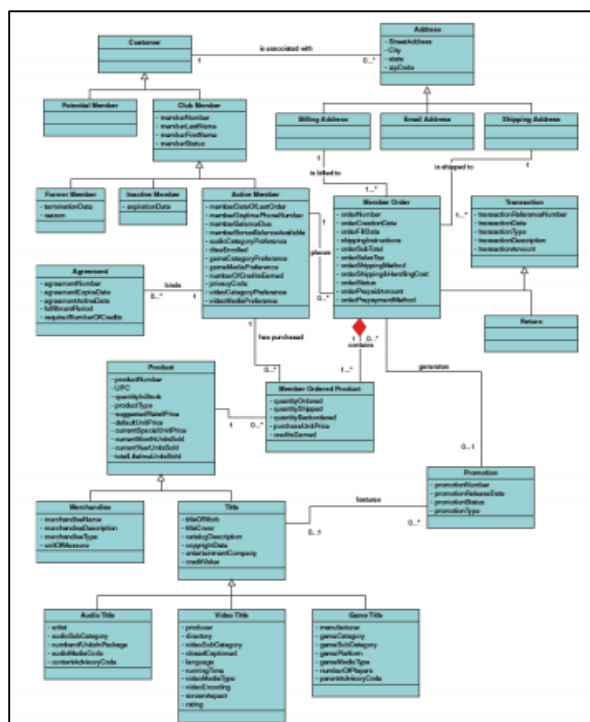 Customer
is associated with
1
0...*
Address
- StreetAddress
- City
- state
- zipCode
Potential Member
Club Member
- memberNumber
- memberLastName
- memberFirstName
- memberStatus
Billing Address
Email Address
Shipping Address
1
is billed to
1...*
1
is shipped to
Former Member
- terminationDate
Inactive Member
- expirationDate
Active Member
- memberDateOfLastOrder
- memberDaytimePhoneNumber
- memberBalanceDue
- memberBonusBalanceAvailable
- audioCategoryPreference
- gameCategoryPreference
- gameMediaPreference
- numberOfCreditsEarned
- privacyCode
- videoCategoryPreference
- videoMediaPreference
1
places
0...*
Member Order
- orderNumber
- orderCreationDate
- orderFillDate
- shippingInstructions
- orderSubTotal
- orderSalesTax
- orderShippingMethod
- orderShipping&HandlingCost
- orderStatus
- orderPrepaidAmount
- orderPrepaymentMethod
Transaction
- transactionReferenceNumber
- transactionDate
- transactionType
- transactionDescription
- transactionAmount
Return
Agreement
- agreementNumber
- agreementExpireDate
- agreementActiveDate
- fulfillmentPeriod
- requiredNumberOfCredits
binds
0...*
1
1
has purchased
0...*
1
contains
1...*
0...*
generates
0...1
Product
- productNumber
- UPC
- quantityInStock
- productType
- suggestedRetailPrice
- defaultUnitPrice
- currentSpecialUnitPrice
- currentMonthUnitsSold
- currentYearUnitsSold
- totalLifetimeUnitsSold
1
0...*
Member Ordered Product
- quantityOrdered
- quantityShipped
- quantityBackordered
- purchaseUnitPrice
- creditsEarned
Promotion
- promotionNumber
- promotionReleaseDate
- promotionStatus
- promotionType
Merchandise
- merchandiseName
- merchandiseDescription
- merchandiseType
- unitOfMeasure
Title
- titleOfWork
- titleCover
- catalogDescription
- copyrightDate
- entertainmentCompany
- creditValue
features
0...*
Audio Title
- artist
- audioSubCategory
- numberofUnitsInPackage
- audioMediaCode
- contentAdvisoryCode
Video Title
- producer
- directory
- videoSubCategory
- closedCaptioned
- language
- runningTime
- videoMediaType
- videoEncoding
- screenAspect
- rating
Game Title
- manufacturer
- gameCategory
- gameSubCategory
- gamePlatform
- gameMediaType
- numberOfPlayers
- parentAdvisoryCode